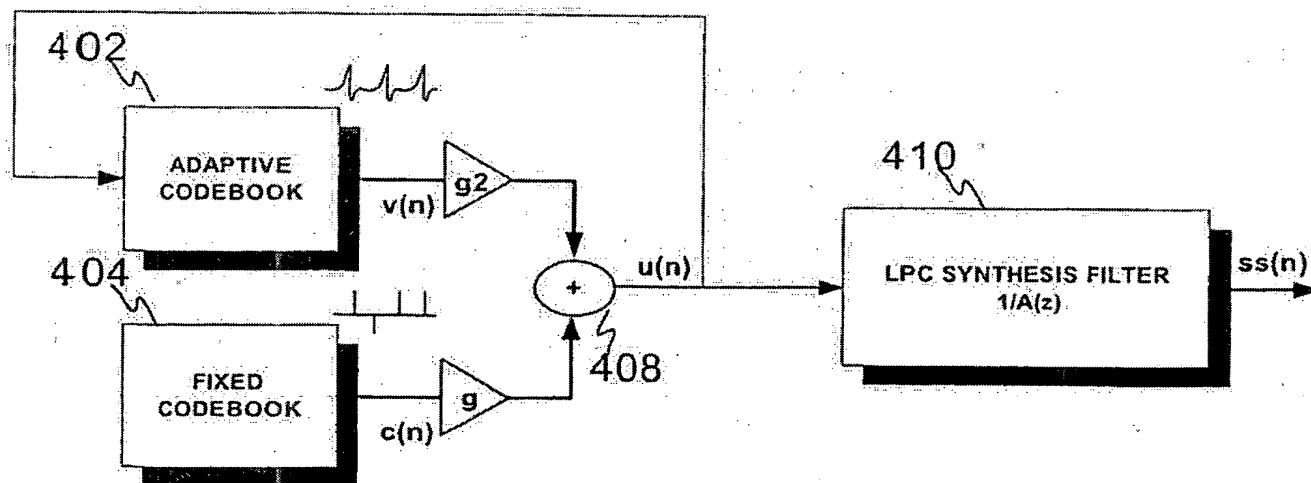 402
ADAPTIVE
CODEBOOK
v(n)
g2
404
FIXED
CODEBOOK
c(n)
g
+
408
u(n)
410
LPC SYNTHESIS FILTER
1/A(z)
ss(n)